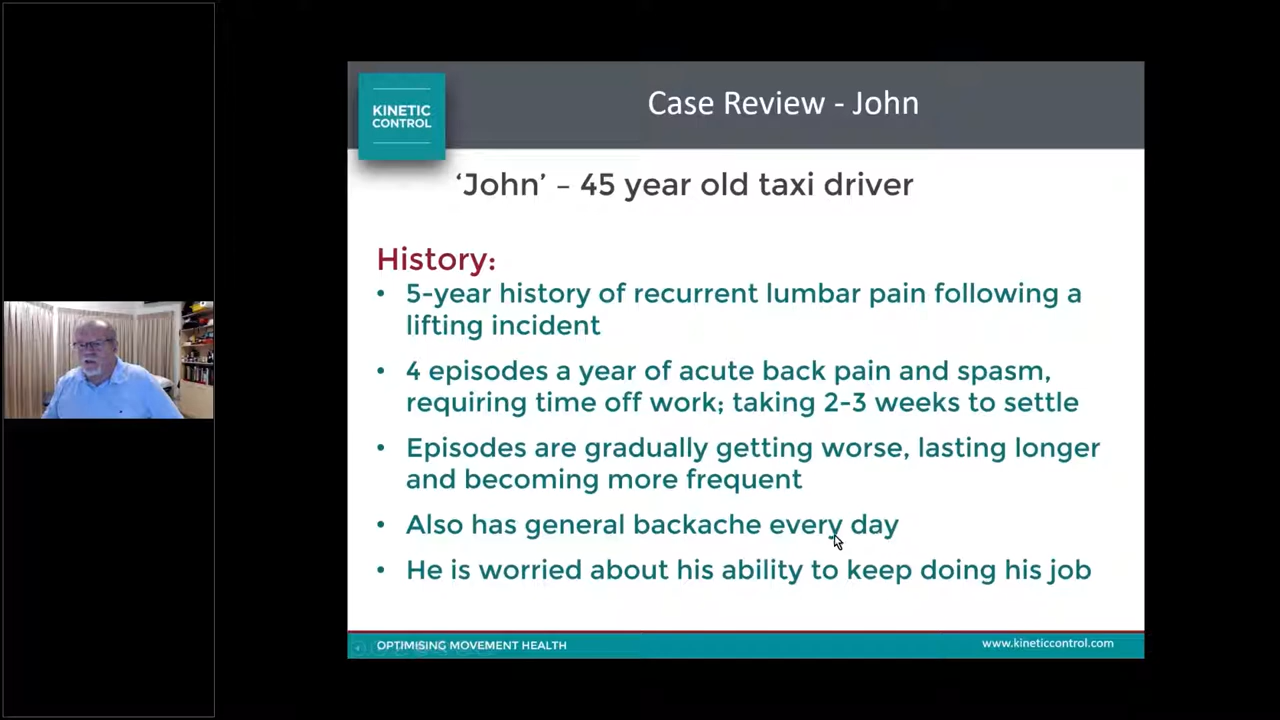 KINETIC
CONTROL
Case Review - John
‘John’ – 45 year old taxi driver
History:
• 5-year history of recurrent lumbar pain following a
lifting incident
• 4 episodes a year of acute back pain and spasm,
requiring time off work; taking 2-3 weeks to settle
• Episodes are gradually getting worse, lasting longer
and becoming more frequent
• Also has general backache every day
• He is worried about his ability to keep doing his job
OPTIMISING MOVEMENT HEALTH
www.kineticcontrol.com